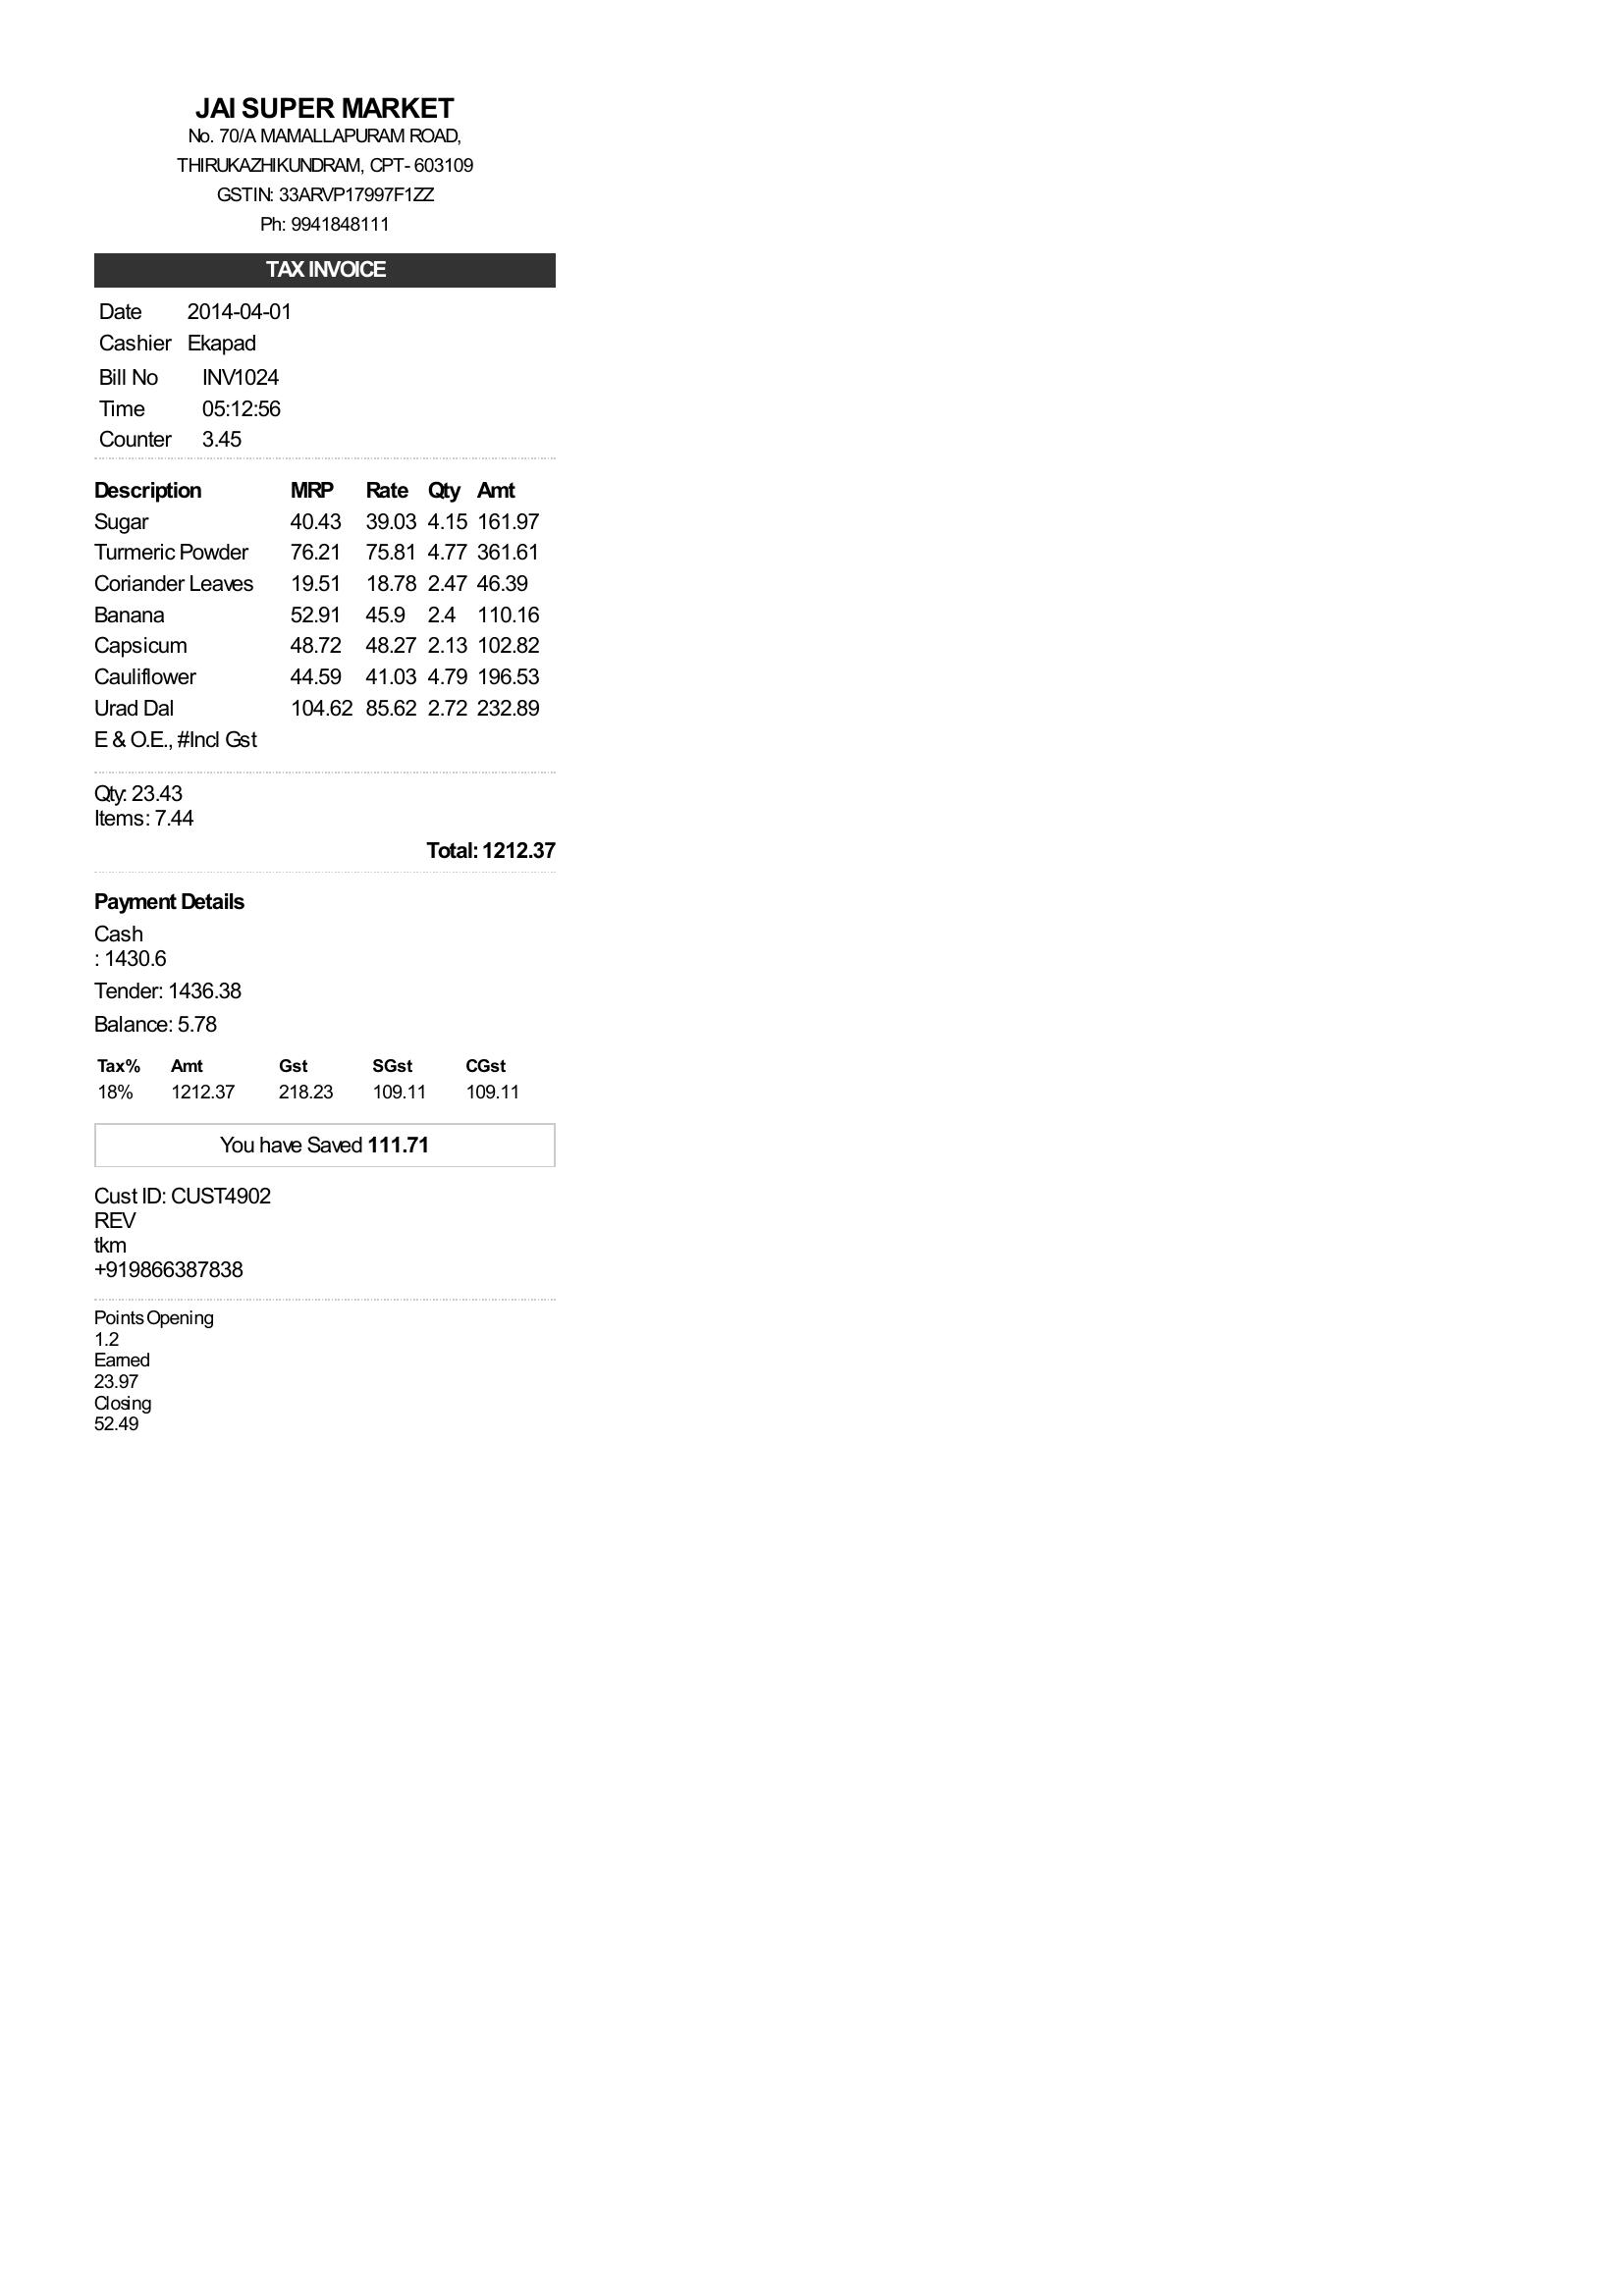 JAI SUPER MARKET
No. 70/A MAMALLAPURAM ROAD,
THIRUKAZHIKUNDRAM, CPT- 603109
GSTIN: 33ARVP17997F1ZZ
Ph: 9941848111
TAX INVOICE
Date 2014-04-01
Cashier Ekapad
Bill No INV1024
Time 05:12:56
Counter 3.45
Description MRP Rate Qty Amt
Sugar 40.43 39.03 4.15 161.97
Turmeric Powder 76.21 75.81 4.77 361.61
Coriander Leaves 19.51 18.78 2.47 46.39
Banana 52.91 45.9 2.4 110.16
Capsicum 48.72 48.27 2.13 102.82
Cauliflower 44.59 41.03 4.79 196.53
Urad Dal 104.62 85.62 2.72 232.89
E & O.E., #Incl Gst
Qty: 23.43
Items: 7.44
Total: 1212.37
Payment Details
Cash
: 1430.6
Tender: 1436.38
Balance: 5.78
Tax% Amt Gst SGst CGst
18% 1212.37 218.23 109.11 109.11
You have Saved 111.71
Cust ID: CUST4902
REV
tkm
+919866387838
Points Opening
1.2
Earned
23.97
Closing
52.49